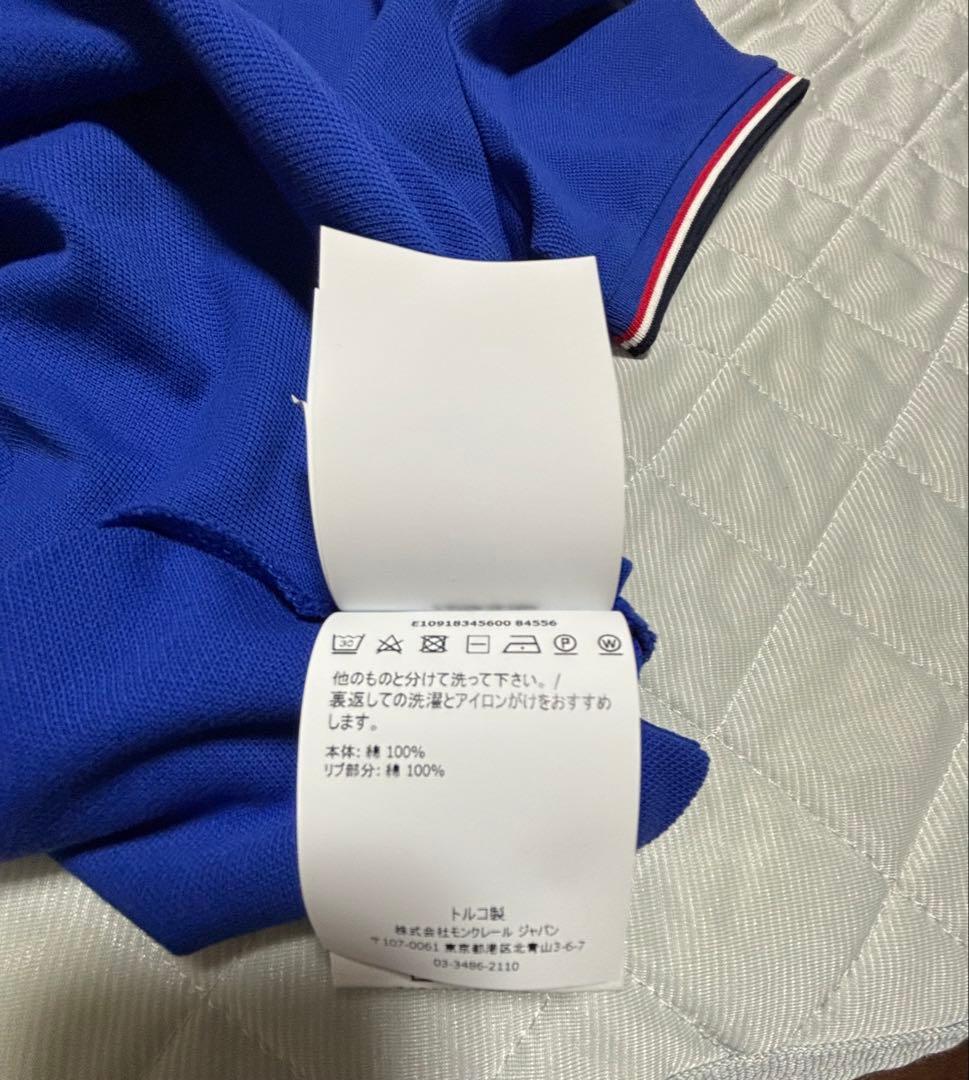 E10918345600 84556
30 P W
他のものと分けて洗って下さい。/
裏返しての洗濯とアイロンがけをおすすめ
します。
本体: 綿 100%
リブ部分: 綿 100%
トルコ製
株式会社モンクレール ジャパン
〒107-0061 東京都港区北青山3-6-7
03-3486-2110